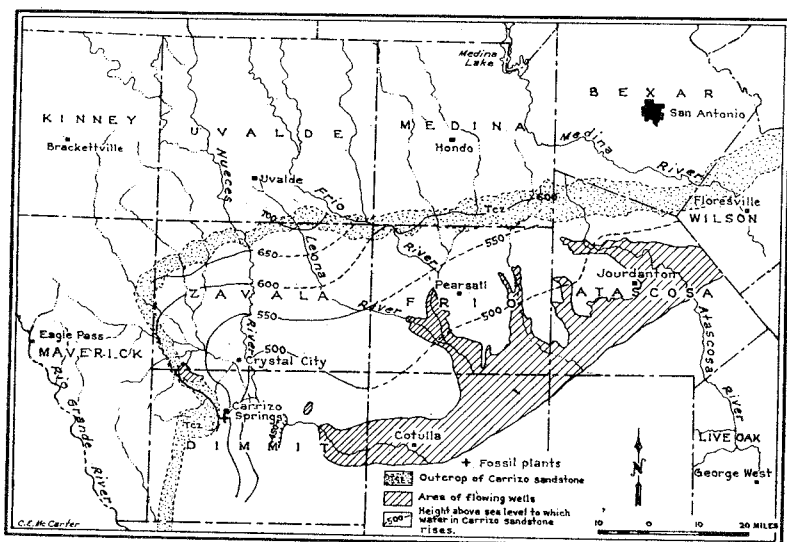 Medina
Lake
BEXAR
San Antonio
KINNEY
Brackettville
UVALDE
MEDINA
Hondo
Medina
River
Nueces
Uvalde
Frio
Tcz
600
Floresville
WILSON
700
650
Leona
River
550
600
ZAVALA
River
Pearsall
FRIO
Jourdanton
ATASCOSA
550
500
Eagle Pass
MAVERICK
River
500
Crystal City
Atascosa
River
Rio Grande
River
Carrizo
Springs
Tcz
DIMMIT
450
Cotulla
LIVE OAK
George West
+ Fossil plants
Outcrop of Carrizo sandstone
Area of flowing wells
500
Height above sea level to which
water in Carrizo sandstone
rises.
N
10 0 10 20 MILES
C.E. McCarter